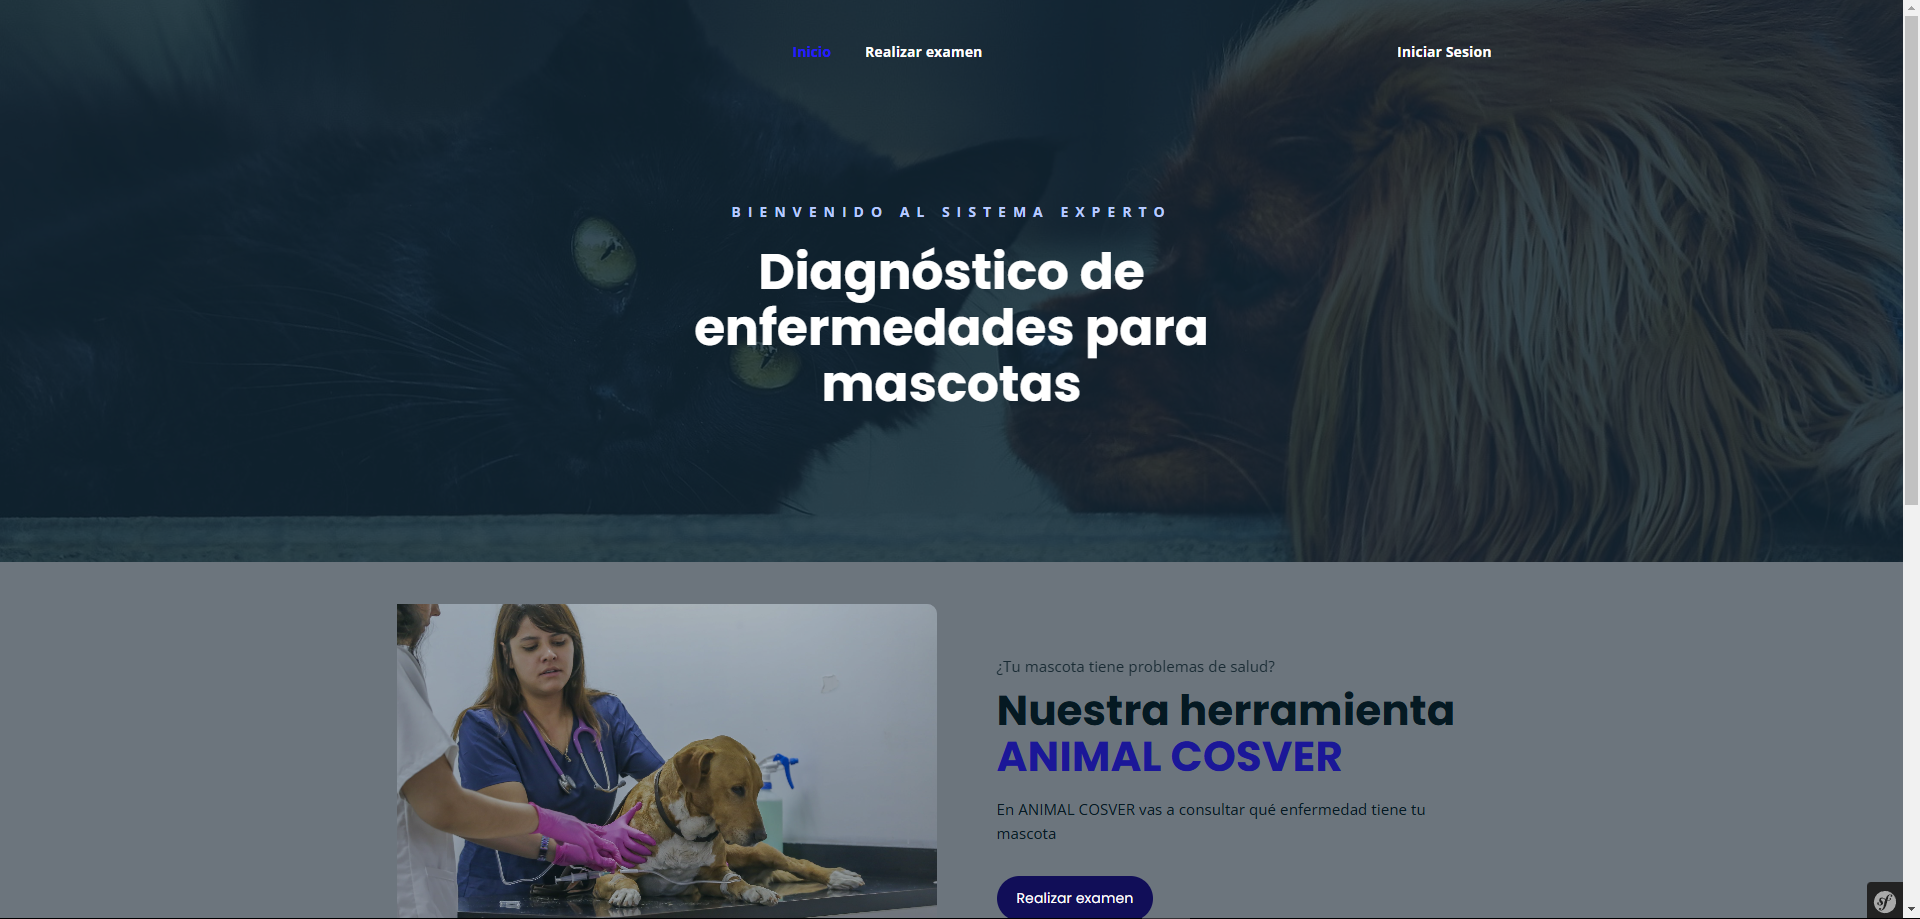 Inicio Realizar examen Iniciar Sesion
BIENVENIDO AL SISTEMA EXPERTO
Diagnóstico de
enfermedades para
mascotas
¿Tu mascota tiene problemas de salud?
Nuestra herramienta
ANIMAL COSVER
En ANIMAL COSVER vas a consultar qué enfermedad tiene tu
mascota
Realizar examen
sf